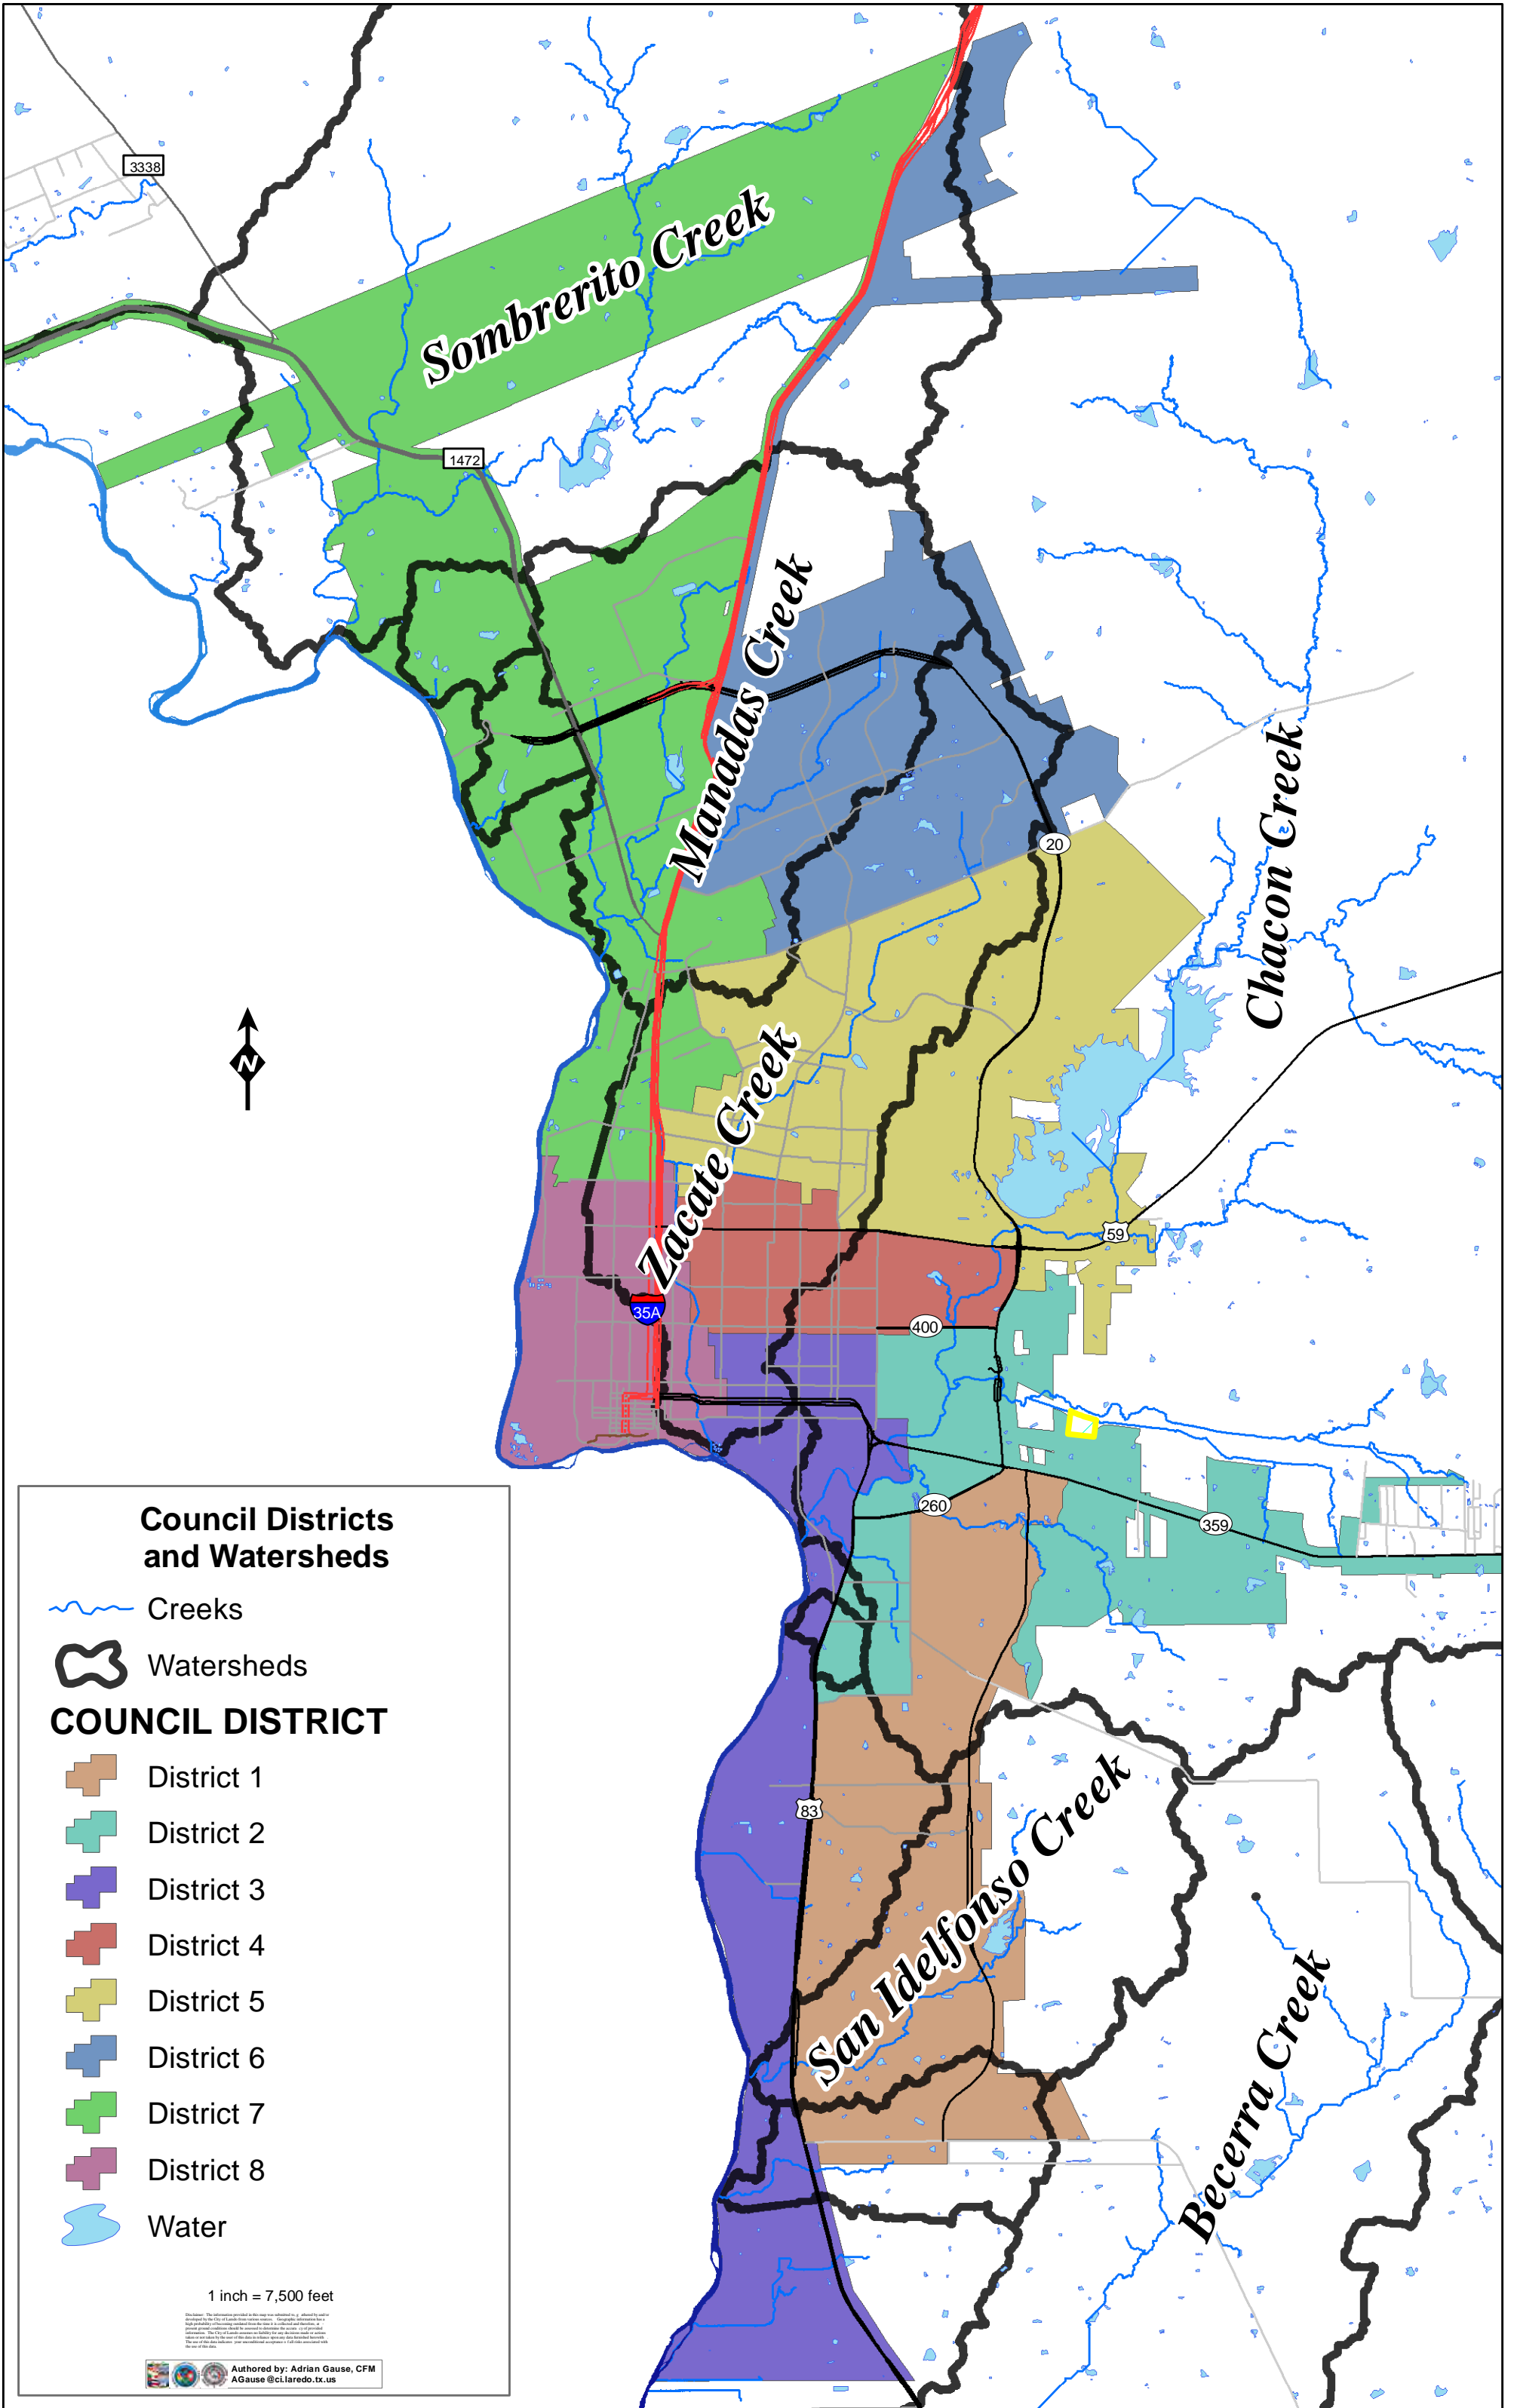 3338
Sombrerito Creek
1472
Manadas Creek
20
Chacon Creek
N
Zacate Creek
59
35A
400
260
359
83
San Idelfonso Creek
Becerra Creek
Council Districts
and Watersheds
Creeks
Watersheds
COUNCIL DISTRICT
District 1
District 2
District 3
District 4
District 5
District 6
District 7
District 8
Water
1 inch = 7,500 feet
Authored by: Adrian Gause, CFM
AGause@ci.laredo.tx.us